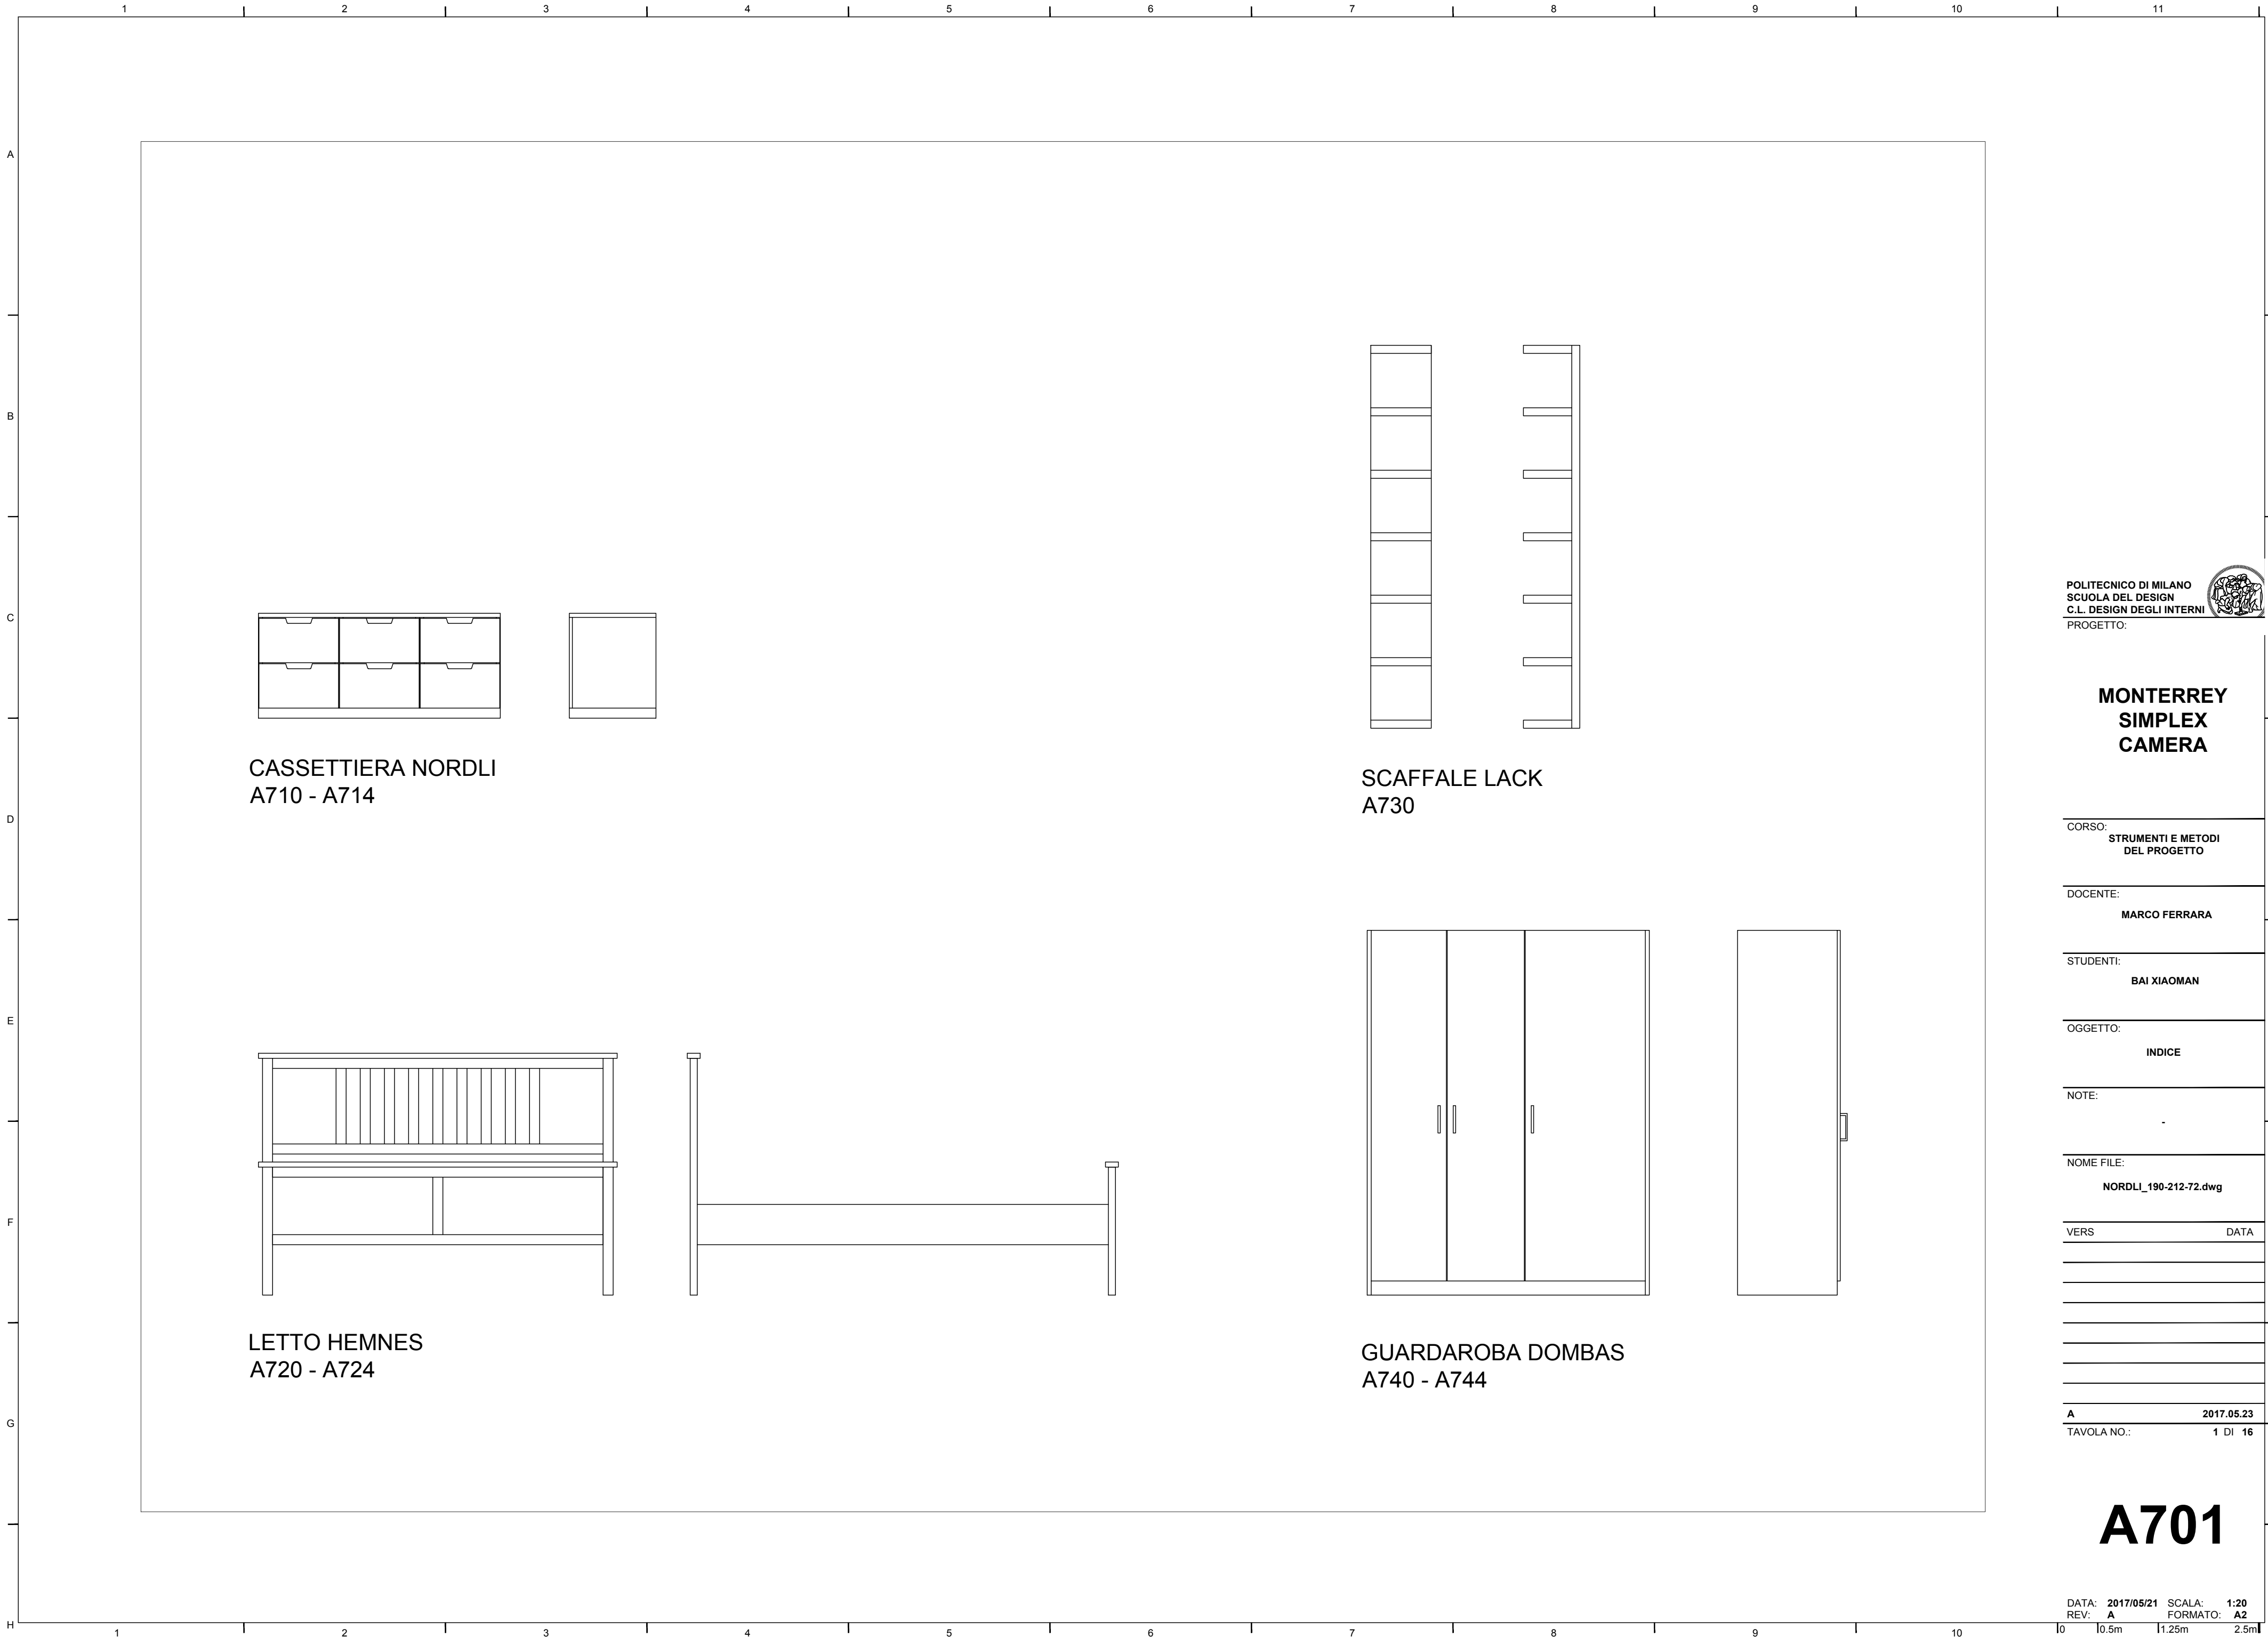 1 2 3 4 5 6 7 8 9 10 11
A
B
C
D
E
F
G
H
CASSETTIERA NORDLI
A710 - A714
SCAFFALE LACK
A730
LETTO HEMNES
A720 - A724
GUARDAROBA DOMBAS
A740 - A744
POLITECNICO DI MILANO
SCUOLA DEL DESIGN
C.L. DESIGN DEGLI INTERNI
PROGETTO:
MONTERREY
SIMPLEX
CAMERA
CORSO:
STRUMENTI E METODI
DEL PROGETTO
DOCENTE:
MARCO FERRARA
STUDENTI:
BAI XIAOMAN
OGGETTO:
INDICE
NOTE:
-
NOME FILE:
NORDLI_190-212-72.dwg
VERS DATA
A 2017.05.23
TAVOLA NO.: 1 DI 16
A701
DATA: 2017/05/21 SCALA: 1:20
REV: A FORMATO: A2
0 0.5m 1.25m 2.5m
1 2 3 4 5 6 7 8 9 10